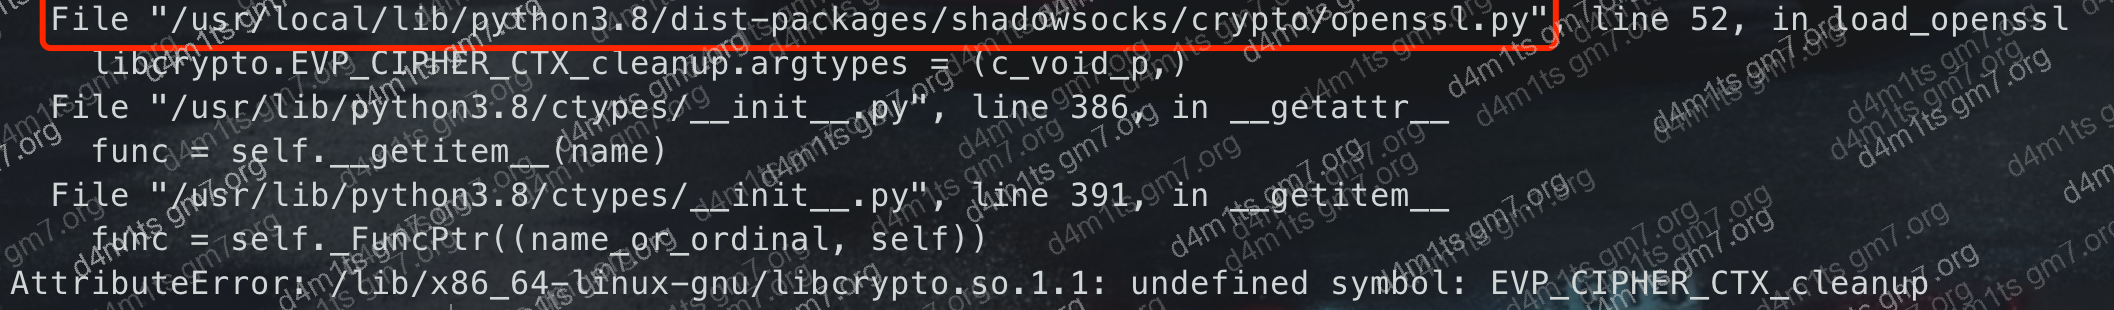 File "/usr/local/lib/python3.8/dist-packages/shadowsocks/crypto/openssl.py", line 52, in load_openssl
libcrypto.EVP_CIPHER_CTX_cleanup.argtypes = (c_void_p,)
File "/usr/lib/python3.8/ctypes/__init__.py", line 386, in __getattr__
func = self.__getitem__(name)
File "/usr/lib/python3.8/ctypes/__init__.py", line 391, in __getitem__
func = self._FuncPtr((name_or_ordinal, self))
AttributeError: /lib/x86_64-linux-gnu/libcrypto.so.1.1: undefined symbol: EVP_CIPHER_CTX_cleanup
d4m1ts gm7.org